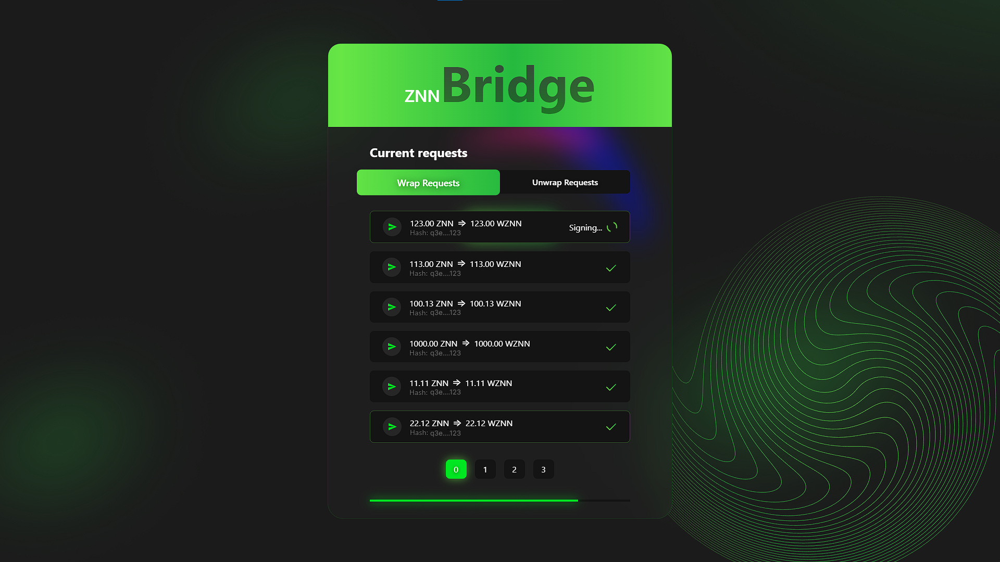 ZNN Bridge
Current requests
Wrap Requests Unwrap Requests
123.00 ZNN ⇒ 123.00 WZNN
Hash: q3e....123
Signing...
113.00 ZNN ⇒ 113.00 WZNN
Hash: q3e....123
100.13 ZNN ⇒ 100.13 WZNN
Hash: q3e....123
1000.00 ZNN ⇒ 1000.00 WZNN
Hash: q3e....123
11.11 ZNN ⇒ 11.11 WZNN
Hash: q3e....123
22.12 ZNN ⇒ 22.12 WZNN
Hash: q3e....123
0 1 2 3